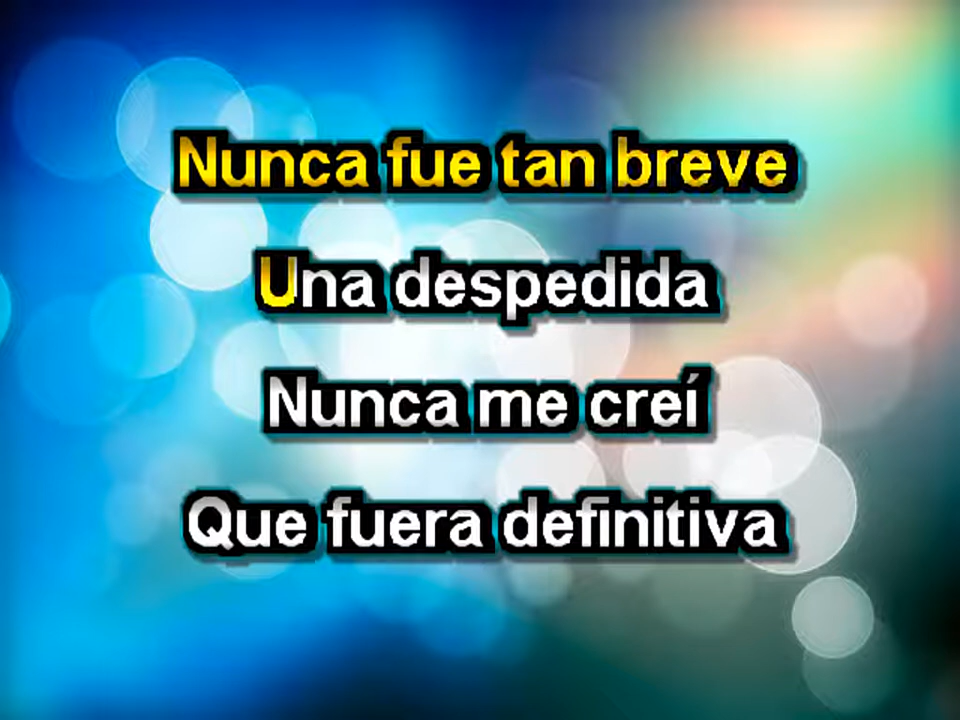 Nunca fue tan breve
Una despedida
Nunca me creí
Que fuera definitiva